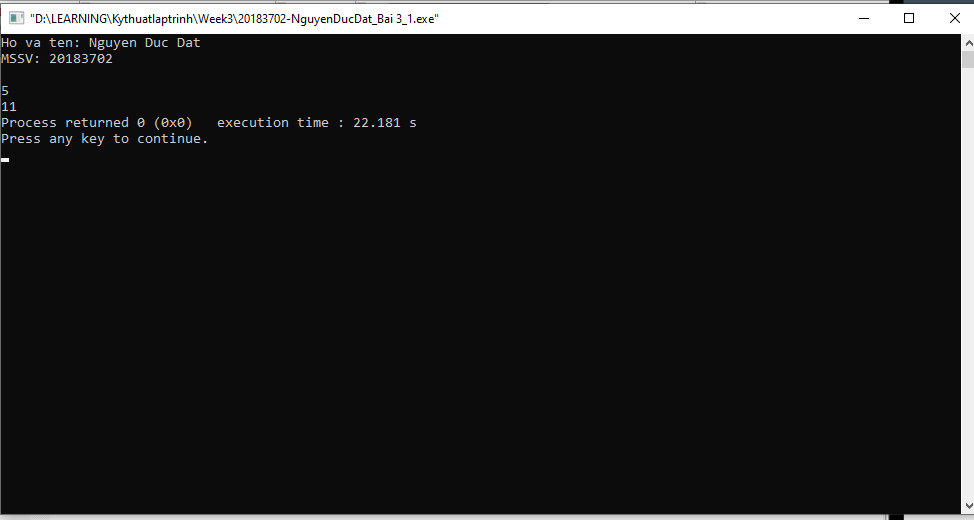 "D:\LEARNING\Kythuatlaptrinh\Week3\20183702-NguyenDucDat_Bai 3_1.exe"
Ho va ten: Nguyen Duc Dat
MSSV: 20183702
5
11
Process returned 0 (0x0)   execution time : 22.181 s
Press any key to continue.